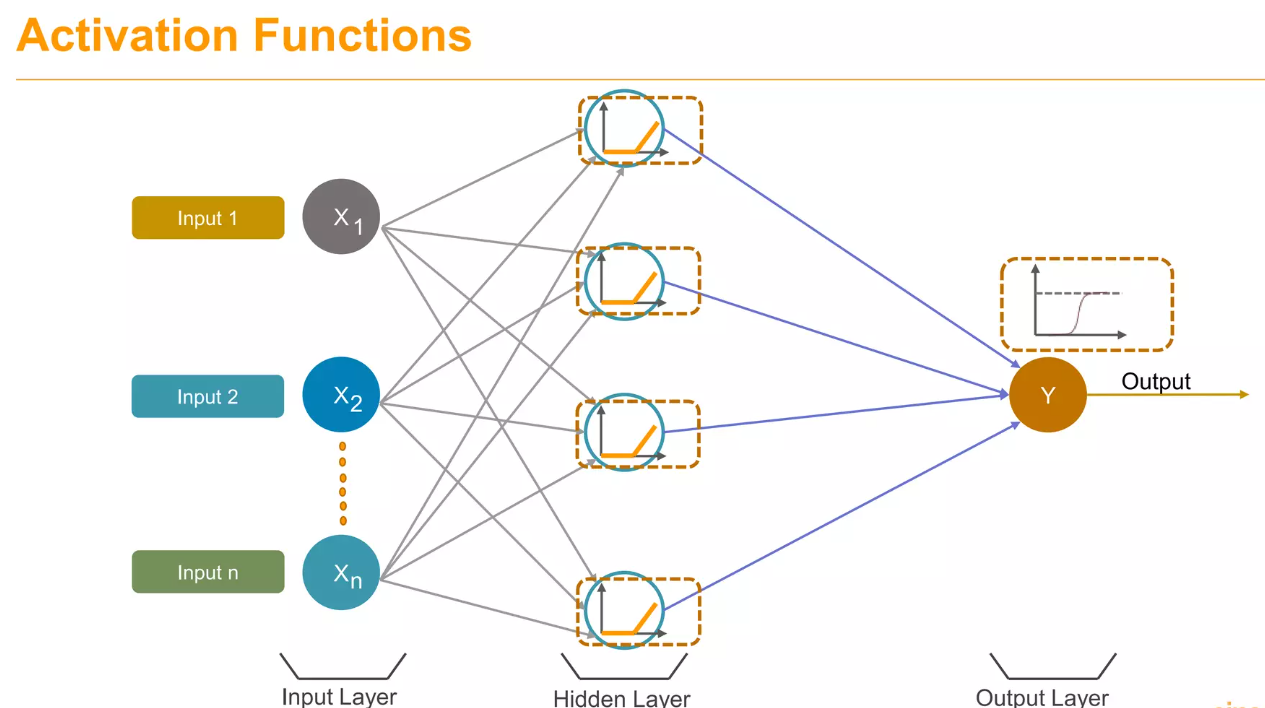 Activation Functions
Input 1
X1
Input 2
X2
Output
Y
Input n
Xn
Input Layer
Hidden Layer
Output Layer